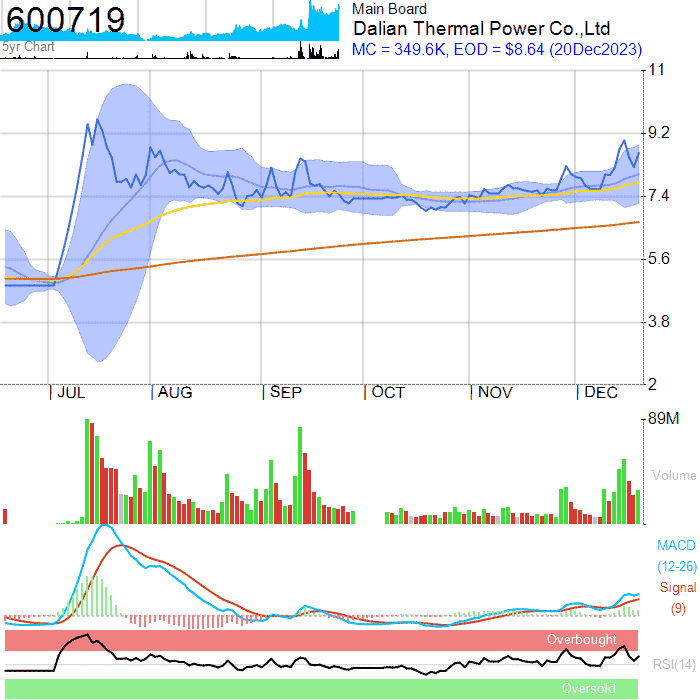 600719
5yr Chart
Main Board
Dalian Thermal Power Co.,Ltd
MC = 349.6K, EOD = $8.64 (20Dec2023)
11
9.2
7.4
5.6
3.8
2
JUL AUG SEP OCT NOV DEC
89M
Volume
MACD
(12-26)
Signal
(9)
Overbought
RSI(14)
Oversold